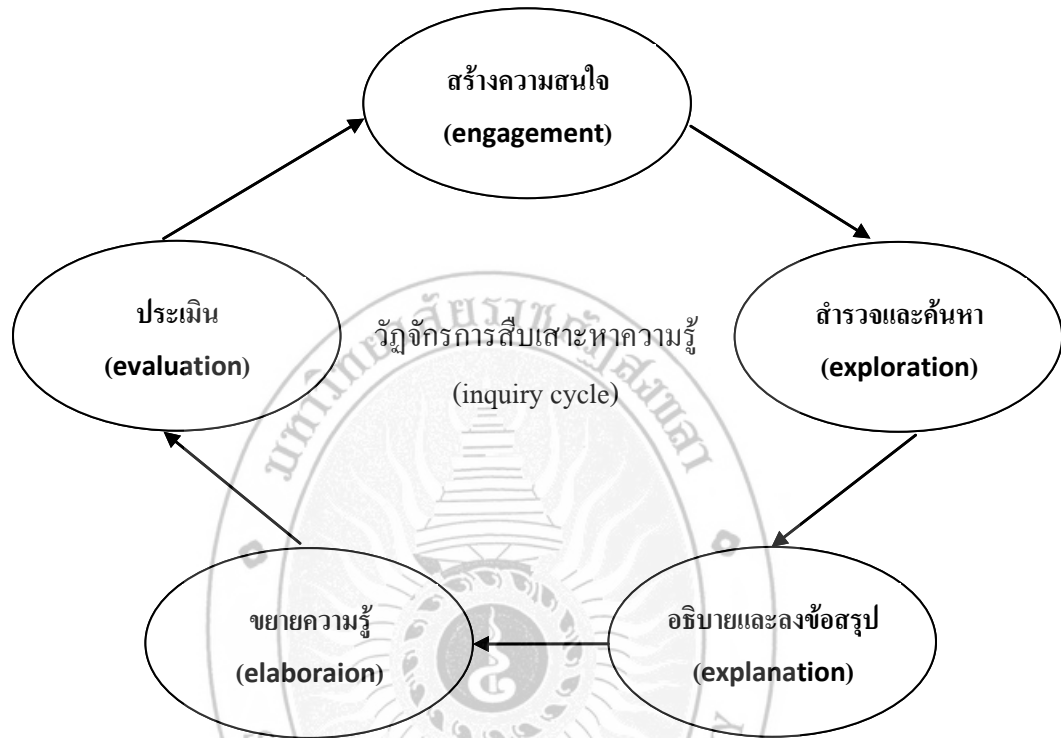 สร้างความสนใจ
(engagement)
ประเมิน
(evaluation)
วัฏจักรการสืบเสาะหาความรู้
(inquiry cycle)
สำรวจและค้นหา
(exploration)
ขยายความรู้
(elaboraion)
อธิบายและลงข้อสรุป
(explanation)